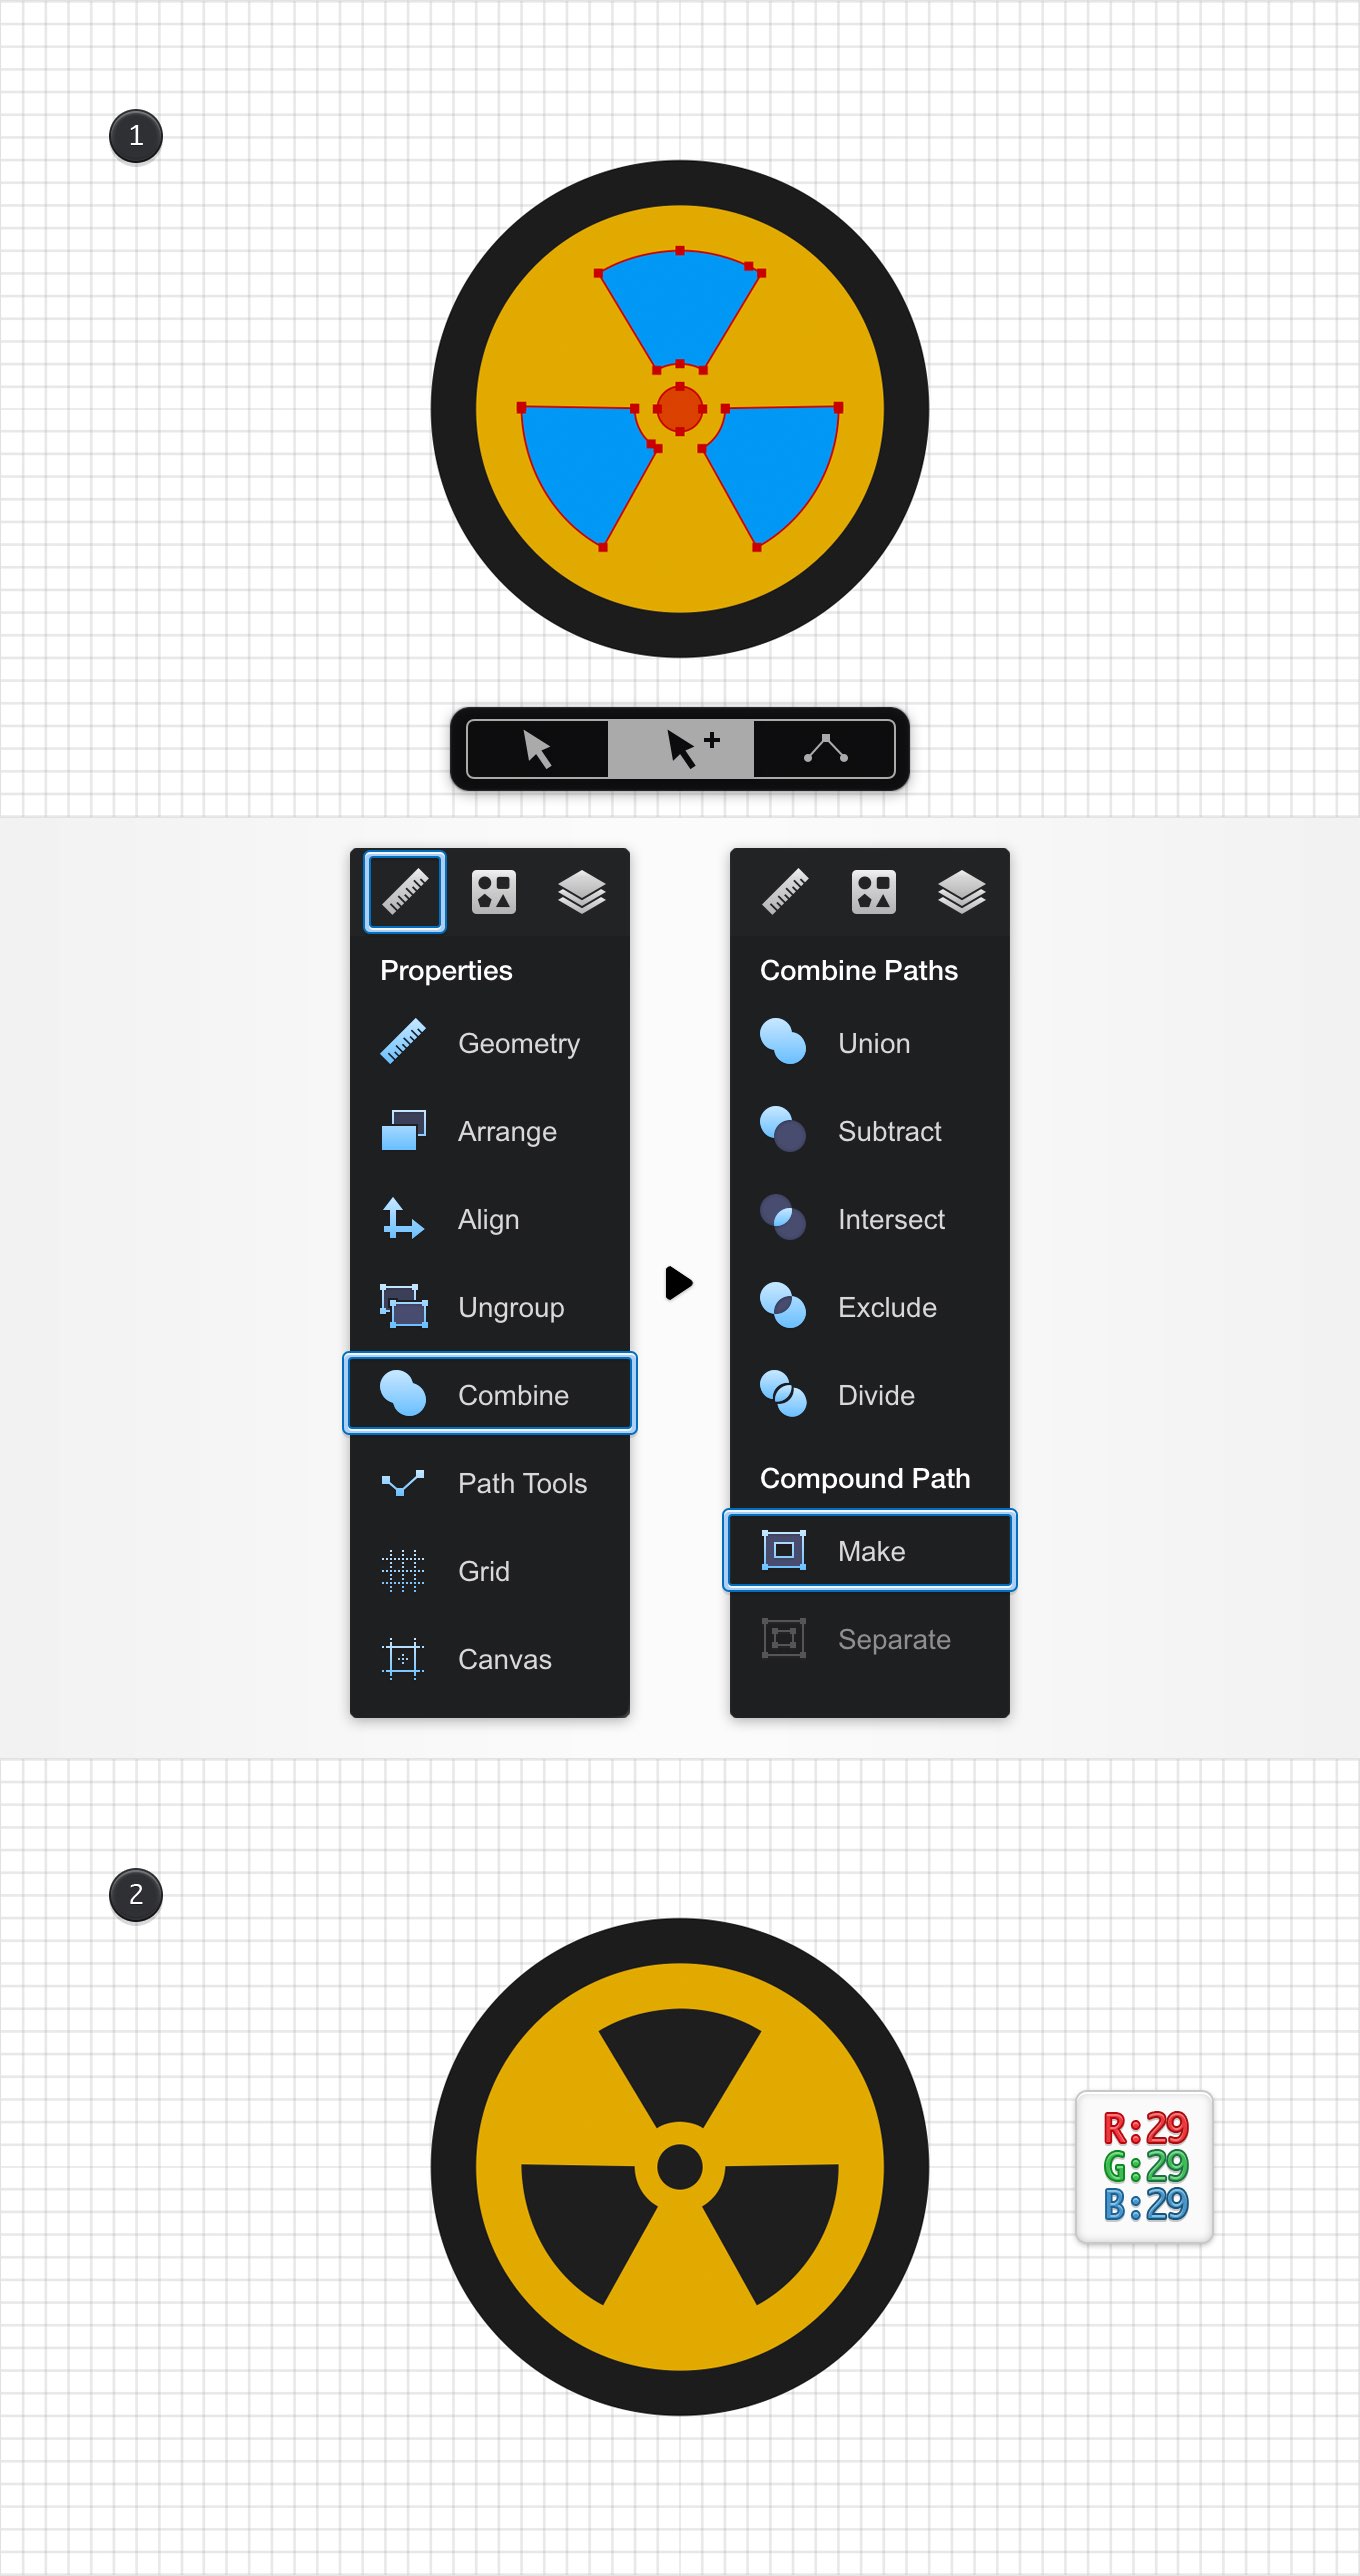 1
Properties
Geometry
Arrange
Align
Ungroup
Combine
Path Tools
Grid
Canvas
Combine Paths
Union
Subtract
Intersect
Exclude
Divide
Compound Path
Make
Separate
2
R:29
G:29
B:29